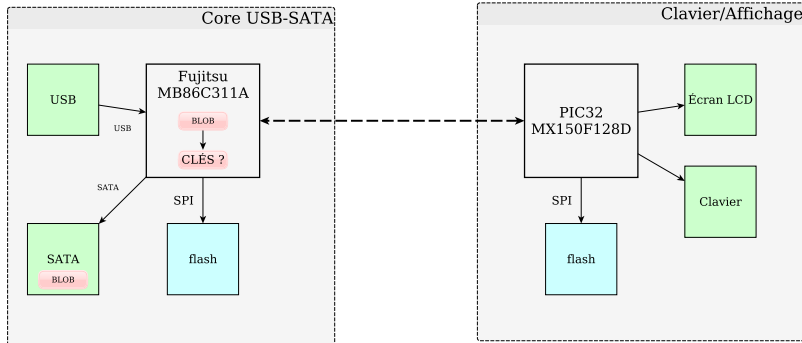 Core USB-SATA
USB
USB
Fujitsu
MB86C311A
BLOB
CLÉS ?
SATA
SPI
SATA
BLOB
flash
Clavier/Affichage
PIC32
MX150F128D
Écran LCD
Clavier
SPI
flash